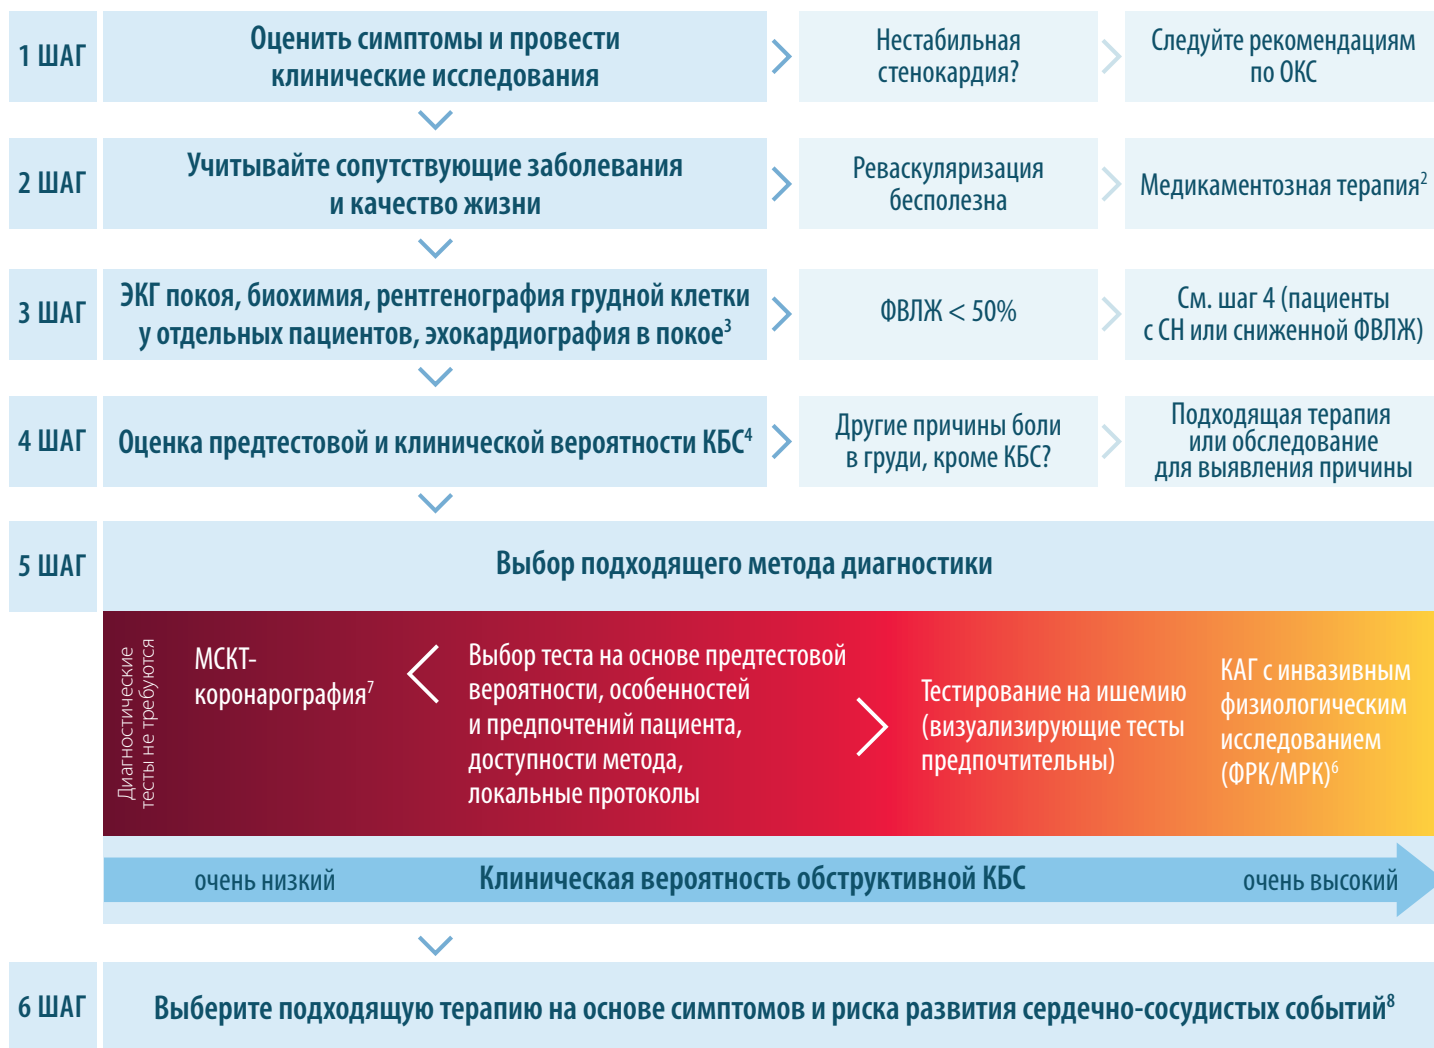 1 ШАГ
Оценить симптомы и провести
клинические исследования
Нестабильная
стенокардия?
Следуйте рекомендациям
по ОКС
2 ШАГ
Учитывайте сопутствующие заболевания
и качество жизни
Реваскуляризация
бесполезна
Медикаментозная терапия²
3 ШАГ
ЭКГ покоя, биохимия, рентгенография грудной клетки
у отдельных пациентов, эхокардиография в покое³
ФВЛЖ < 50%
См. шаг 4 (пациенты
с СН или сниженной ФВЛЖ)
4 ШАГ
Оценка предтестовой и клинической вероятности КБС⁴
Другие причины боли
в груди, кроме КБС?
Подходящая терапия
или обследование
для выявления причины
5 ШАГ
Выбор подходящего метода диагностики
Диагностические
тесты не требуются
МСКТ-
коронарография⁷
Выбор теста на основе предтестовой
вероятности, особенностей
и предпочтений пациента,
доступности метода,
локальные протоколы
Тестирование на ишемию
(визуализирующие тесты
предпочтительны)
КАГ с инвазивным
физиологическим
исследованием
(ФРК/МРК)⁶
очень низкий
Клиническая вероятность обструктивной КБС
очень высокий
6 ШАГ
Выберите подходящую терапию на основе симптомов и риска развития сердечно-сосудистых событий⁸